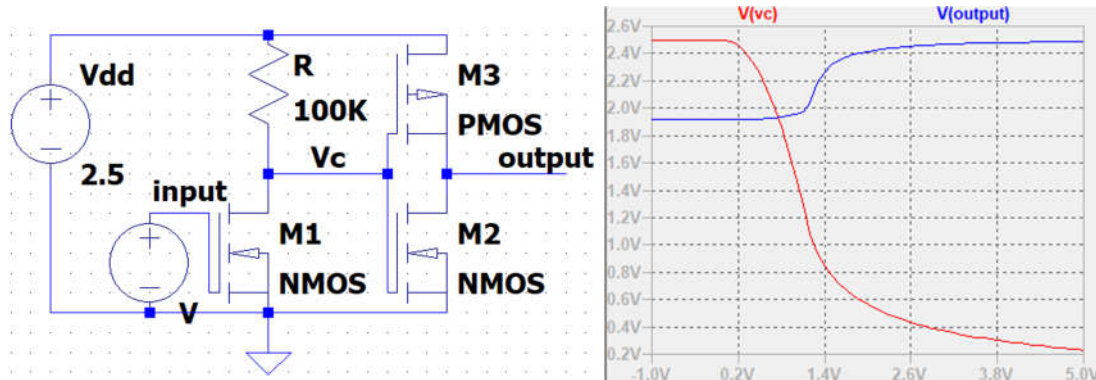 Vdd
2.5
R
100K
M3
PMOS
Vc
output
input
M1
NMOS
M2
NMOS
V
V(vc)
V(output)
2.6V
2.4V
2.2V
2.0V
1.8V
1.6V
1.4V
1.2V
1.0V
0.8V
0.6V
0.4V
0.2V
-1.0V
0.2V
1.4V
2.6V
3.8V
5.0V